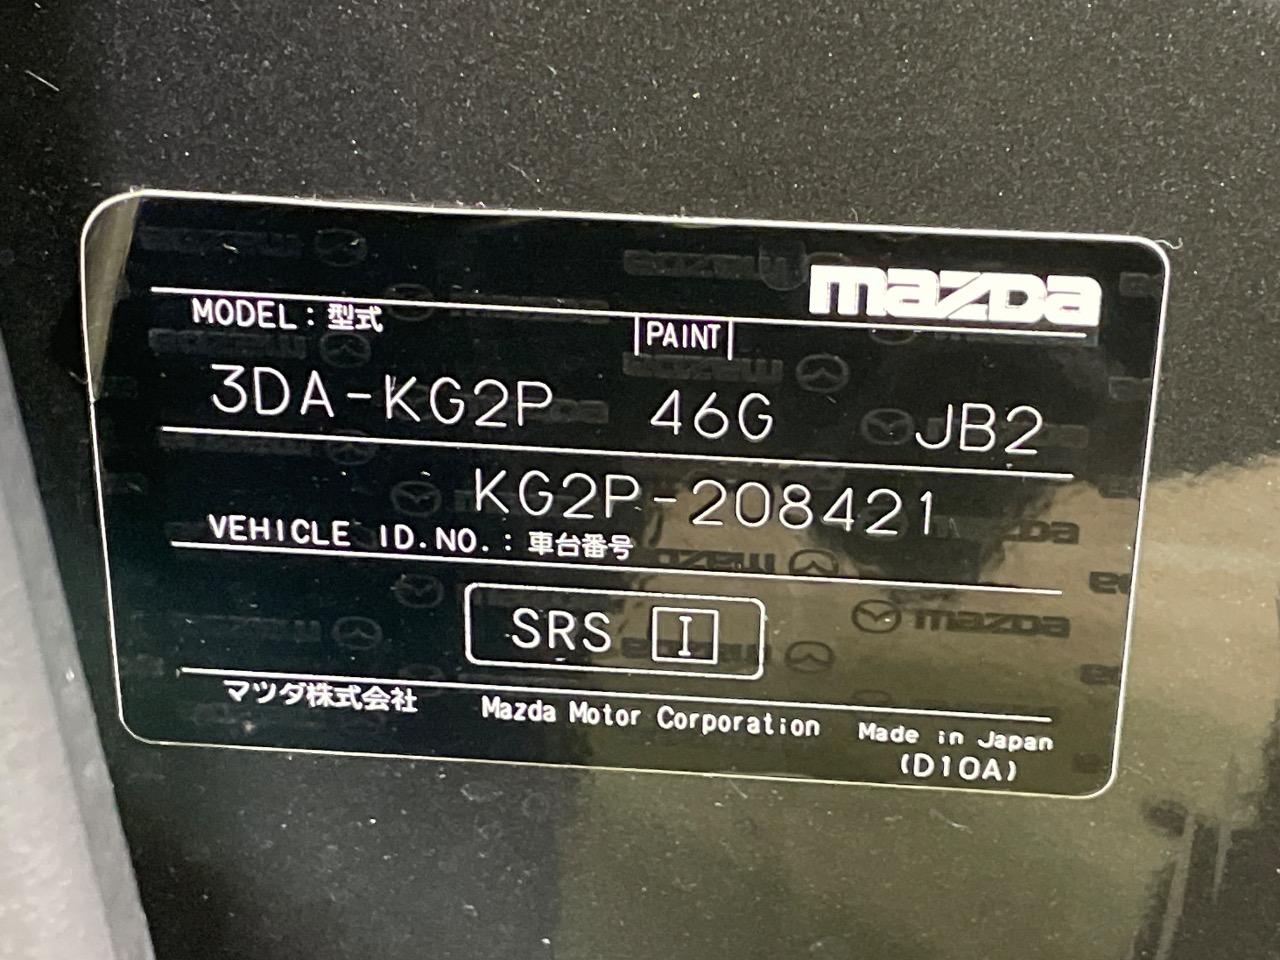 mazda
MODEL : 型式 PAINT
3DA-KG2P 46G JB2
KG2P-208421
VEHICLE ID.NO. : 車台番号
SRS I
マツダ株式会社 Mazda Motor Corporation Made in Japan
(D10A)